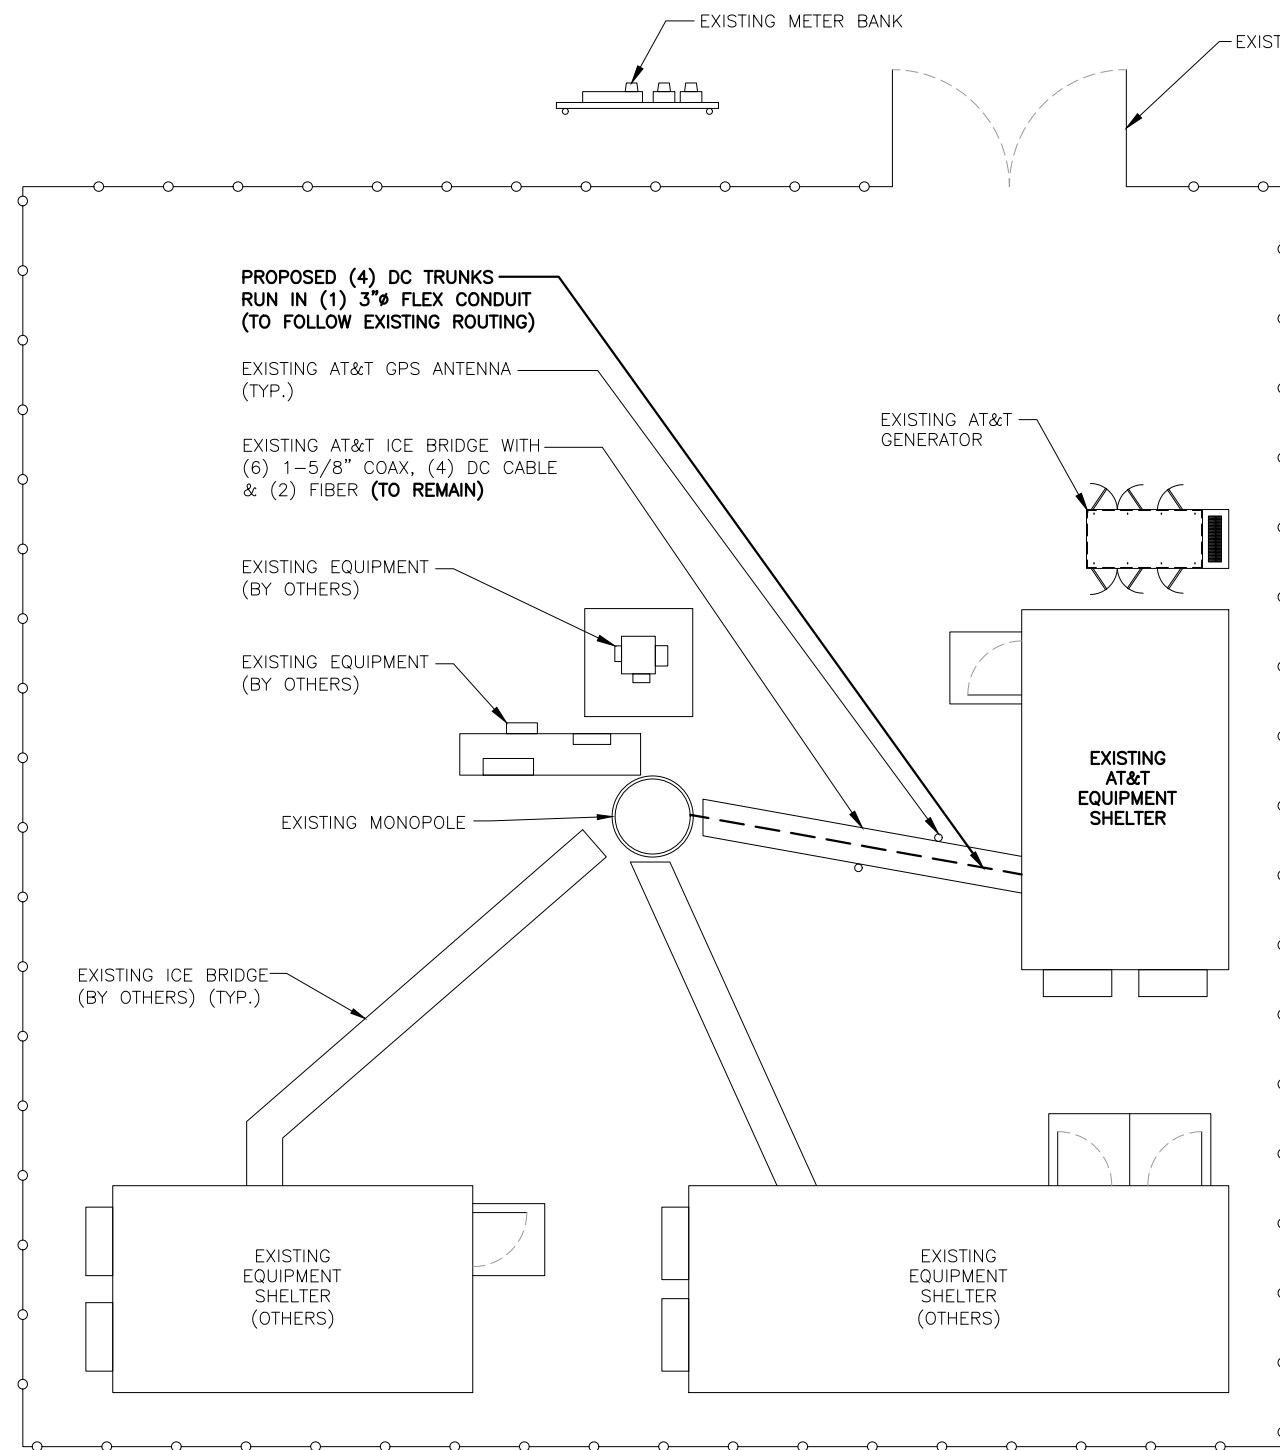 EXISTING METER BANK
EXIST
PROPOSED (4) DC TRUNKS
RUN IN (1) 3"ø FLEX CONDUIT
(TO FOLLOW EXISTING ROUTING)
EXISTING AT&T GPS ANTENNA
(TYP.)
EXISTING AT&T GENERATOR
EXISTING AT&T ICE BRIDGE WITH
(6) 1-5/8" COAX, (4) DC CABLE
& (2) FIBER (TO REMAIN)
EXISTING EQUIPMENT
(BY OTHERS)
EXISTING EQUIPMENT
(BY OTHERS)
EXISTING
AT&T
EQUIPMENT
SHELTER
EXISTING MONOPOLE
EXISTING ICE BRIDGE
(BY OTHERS) (TYP.)
EXISTING
EQUIPMENT
SHELTER
(OTHERS)
EXISTING
EQUIPMENT
SHELTER
(OTHERS)